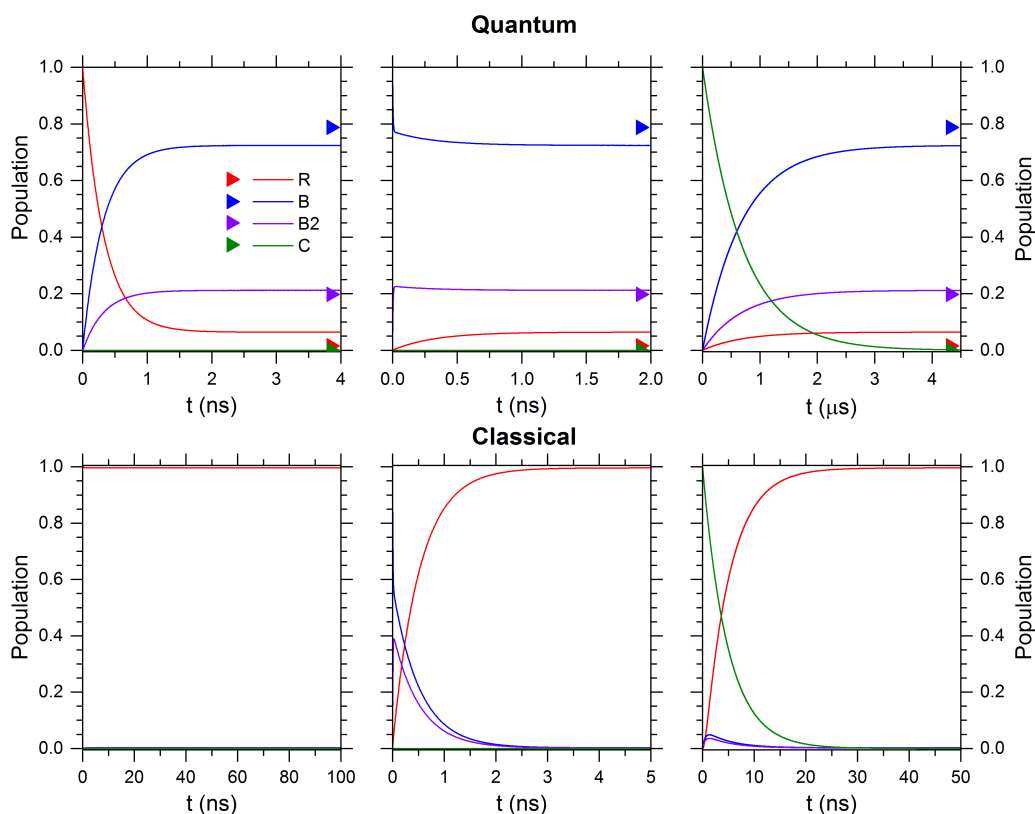 Quantum
1.0
0.8
0.6
0.4
0.2
0.0
Population
R
B
B2
C
0 1 2 3 4
t (ns)
0.0 0.5 1.0 1.5 2.0
t (ns)
0 1 2 3 4
t (μs)
1.0
0.8
0.6
0.4
0.2
0.0
Population
Classical
1.0
0.8
0.6
0.4
0.2
0.0
Population
0 20 40 60 80 100
t (ns)
0 1 2 3 4 5
t (ns)
0 10 20 30 40 50
t (ns)
1.0
0.8
0.6
0.4
0.2
0.0
Population